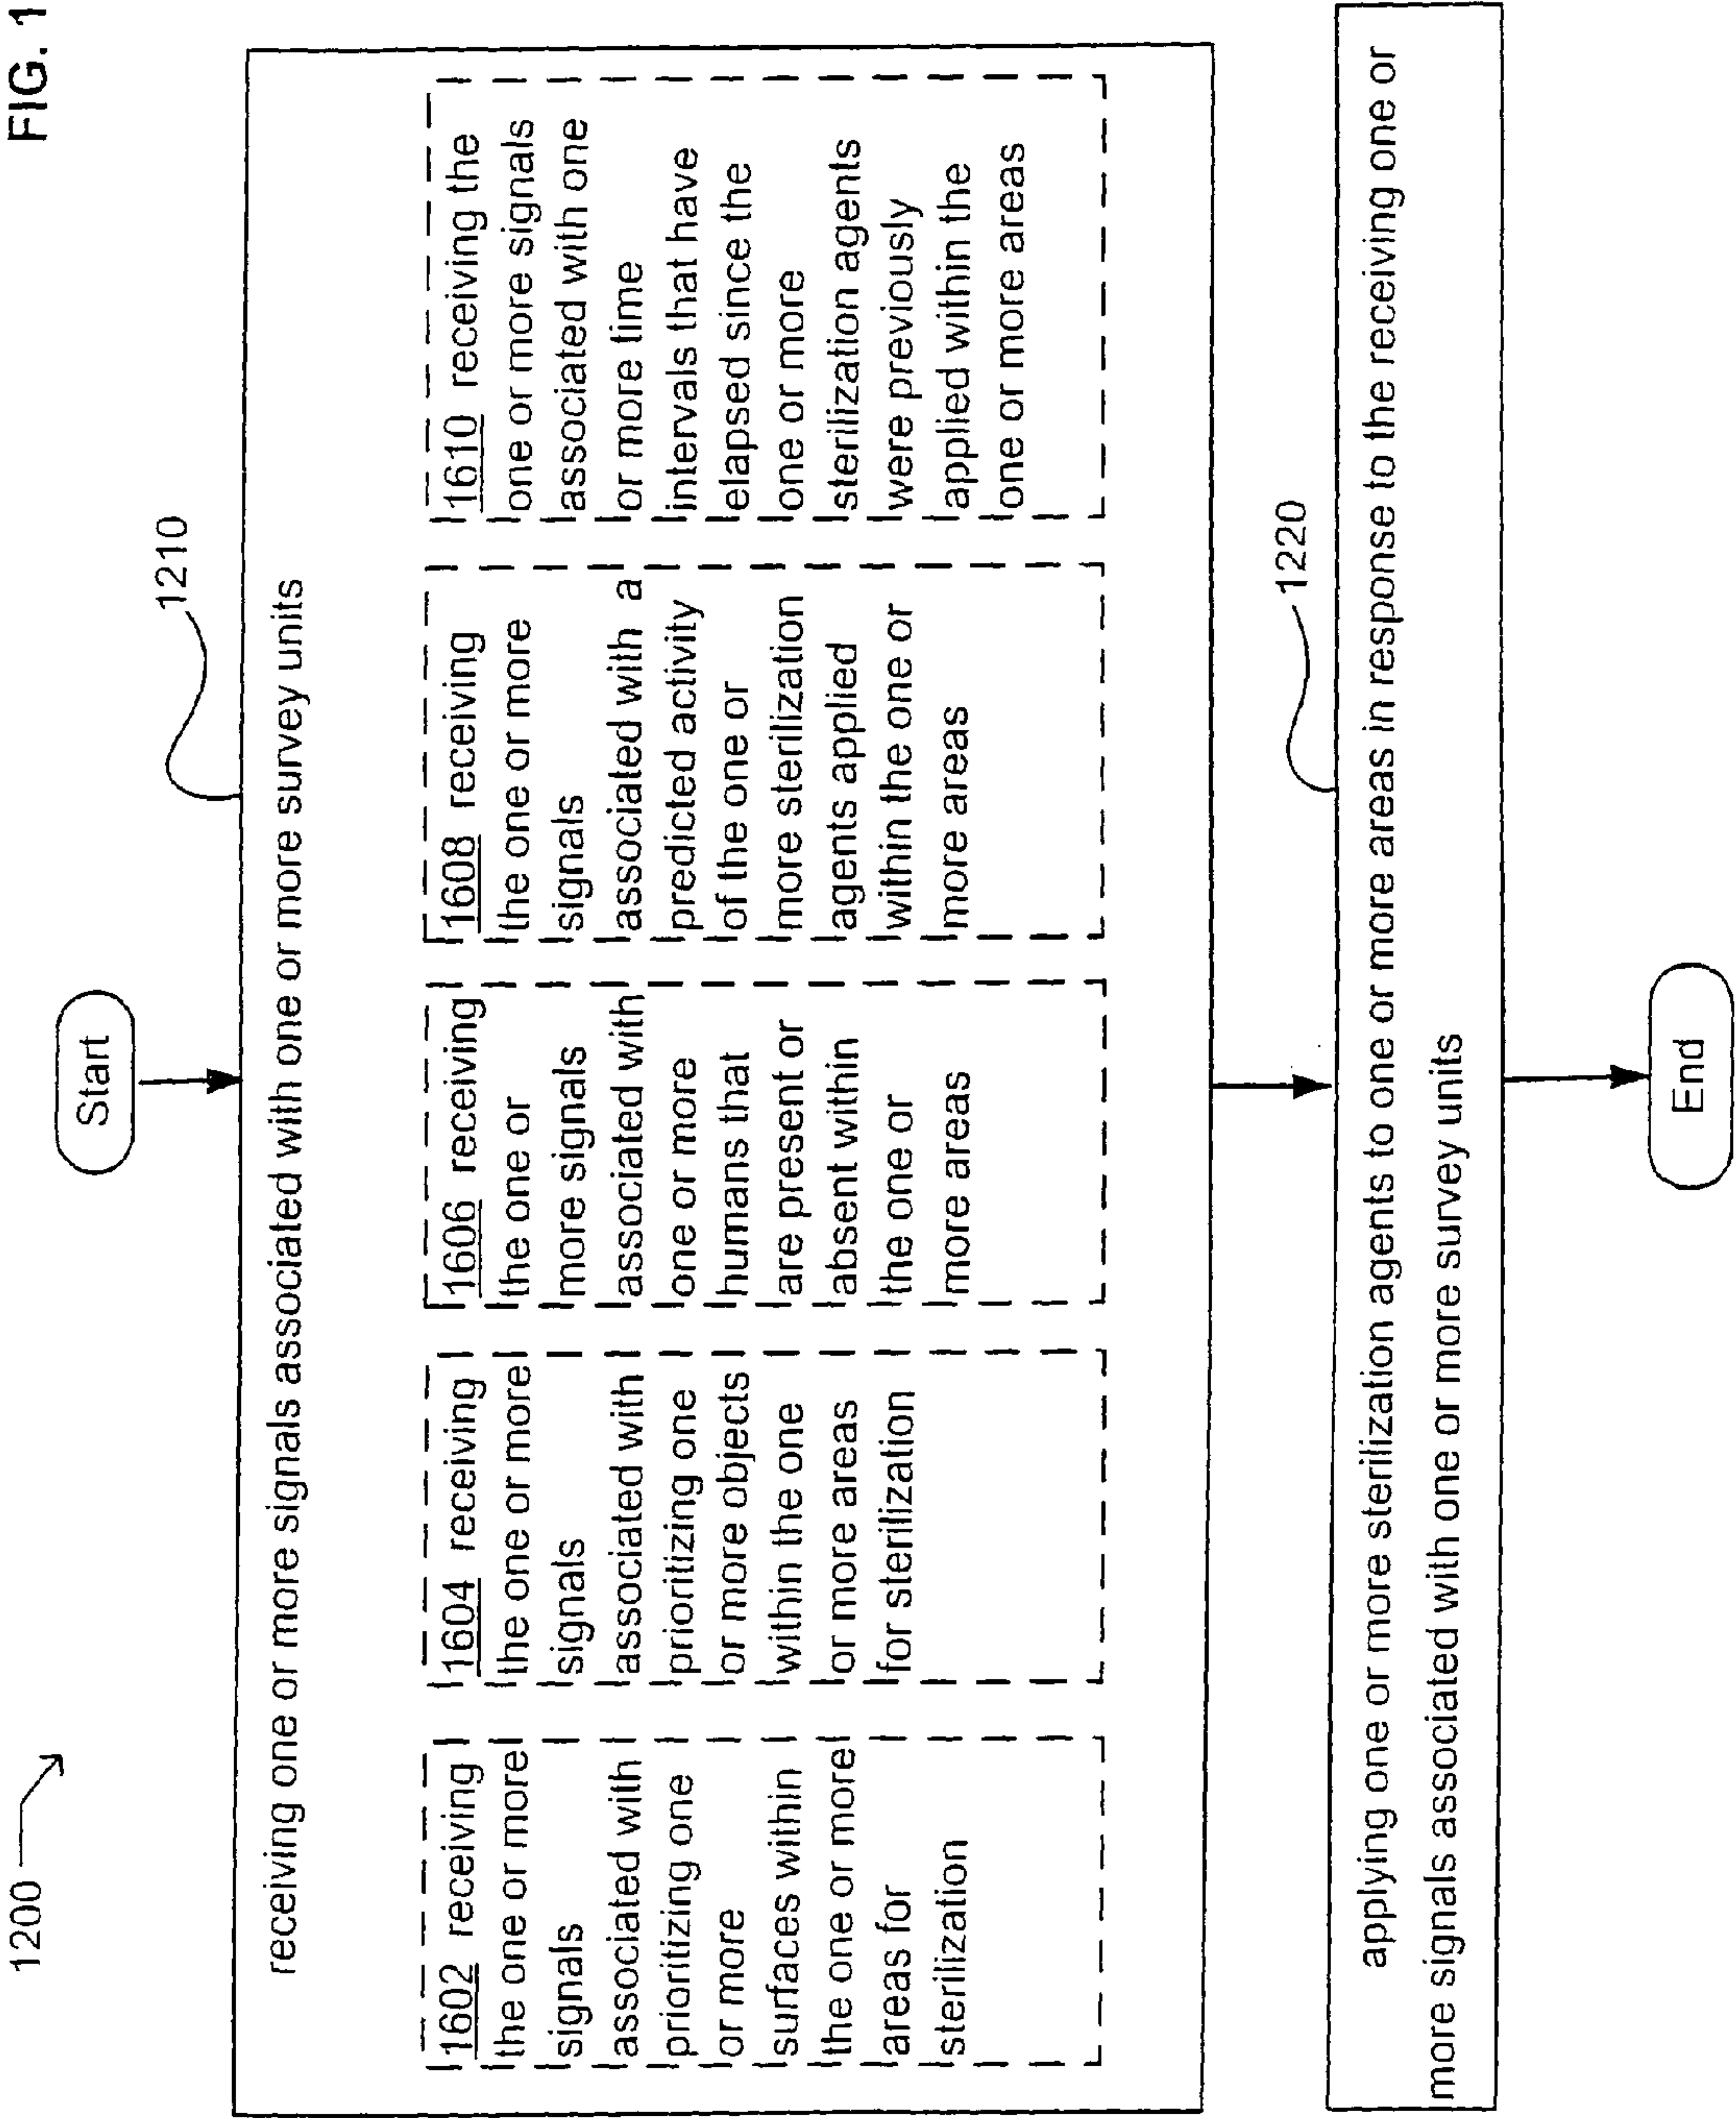 FIG. 1
1200
Start
1210
receiving one or more signals associated with one or more survey units
1602 receiving
the one or more
signals
associated with
prioritizing one
or more
surfaces within
the one or more
areas for
sterilization
1604 receiving
the one or more
signals
associated with
prioritizing one
or more objects
within the one
or more areas
for sterilization
1606 receiving
the one or
more signals
associated with
one or more
humans that
are present or
absent within
the one or
more areas
1608 receiving
the one or more
signals
associated with a
predicted activity
of the one or
more sterilization
agents applied
within the one or
more areas
1610 receiving the
one or more signals
associated with one
or more time
intervals that have
elapsed since the
one or more
sterilization agents
were previously
applied within the
one or more areas
1220
applying one or more sterilization agents to one or more areas in response to the receiving one or
more signals associated with one or more survey units
End